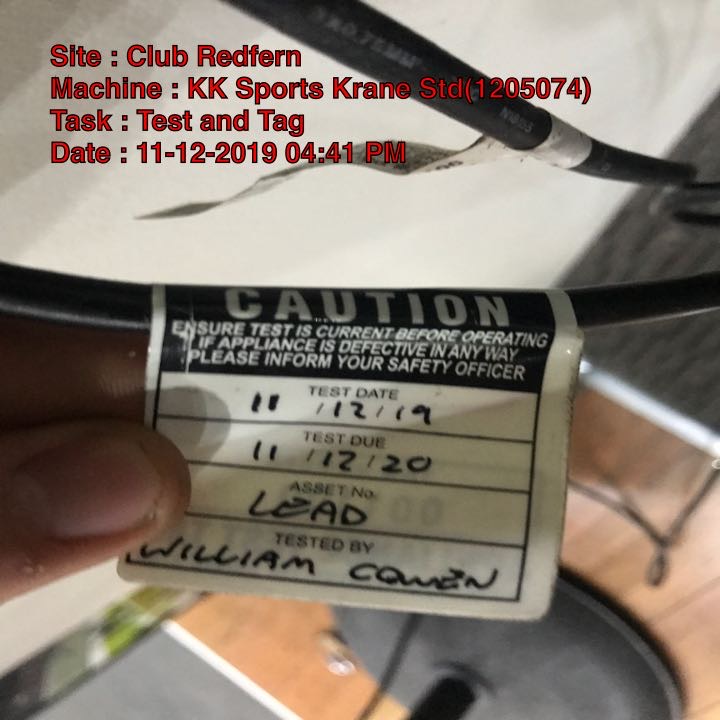 Site : Club Redfern
Machine : KK Sports Krane Std(1205074)
Task : Test and Tag
Date : 11-12-2019 04:41 PM
CAUTION
ENSURE TEST IS CURRENT BEFORE OPERATING
IF APPLIANCE IS DEFECTIVE IN ANY WAY
PLEASE INFORM YOUR SAFETY OFFICER
TEST DATE
11 /12/19
TEST DUE
11 /12/20
ASSET No.
LEAD
TESTED BY
WILLIAM COWEN